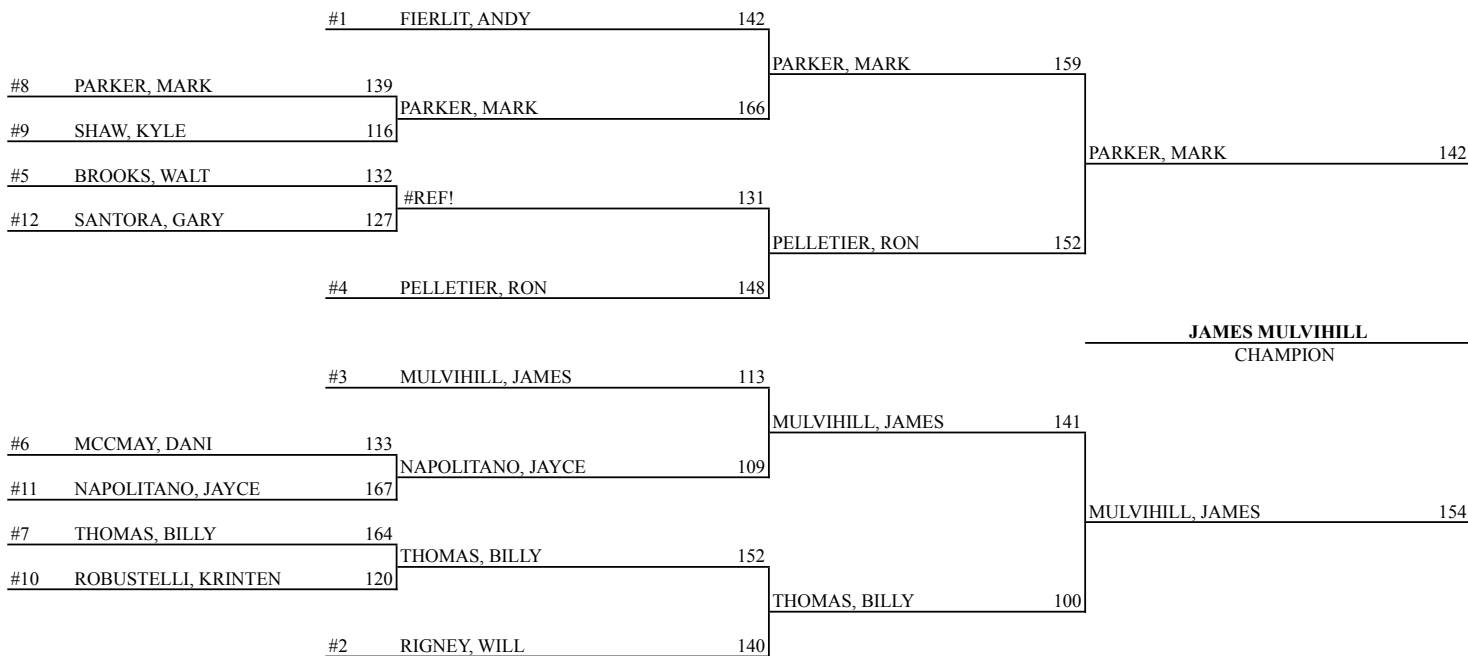 #1 FIERLIT, ANDY 142
PARKER, MARK 159
#8 PARKER, MARK 139
PARKER, MARK 166
#9 SHAW, KYLE 116
PARKER, MARK 142
#5 BROOKS, WALT 132
#REF! 131
#12 SANTORA, GARY 127
PELLETIER, RON 152
#4 PELLETIER, RON 148
JAMES MULVIHILL
CHAMPION
#3 MULVIHILL, JAMES 113
MULVIHILL, JAMES 141
#6 MCCMAY, DANI 133
NAPOLITANO, JAYCE 109
#11 NAPOLITANO, JAYCE 167
MULVIHILL, JAMES 154
#7 THOMAS, BILLY 164
THOMAS, BILLY 152
#10 ROBUSTELLI, KRINTEN 120
THOMAS, BILLY 100
#2 RIGNEY, WILL 140